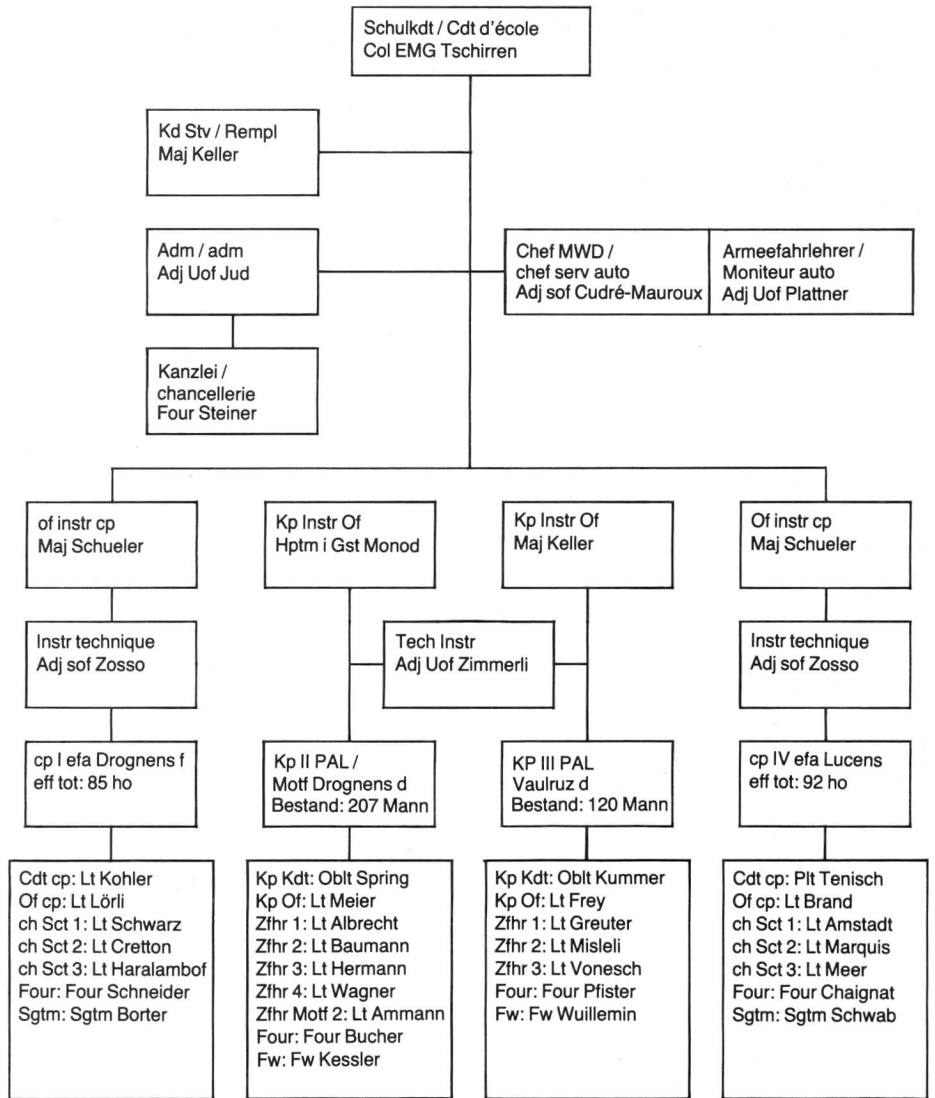 Schulkdt / Cdt d'école
Col EMG Tschirren
Kd Stv / Rempl
Maj Keller
Adm / adm
Adj Uof Jud
Chef MWD /
chef serv auto
Adj sof Cudré-Mauroux
Armeefahrlehrer /
Moniteur auto
Adj Uof Plattner
Kanzlei /
chancellerie
Four Steiner
of instr cp
Maj Schueler
Kp Instr Of
Hptm i Gst Monod
Kp Instr Of
Maj Keller
Of instr cp
Maj Schueler
Instr technique
Adj sof Zosso
Tech Instr
Adj Uof Zimmerli
Instr technique
Adj sof Zosso
cp I efa Drognens f
eff tot: 85 ho
Kp II PAL /
Motf Drognens d
Bestand: 207 Mann
KP III PAL
Vaulruz d
Bestand: 120 Mann
cp IV efa Lucens
eff tot: 92 ho
Cdt cp: Lt Kohler
Of cp: Lt Lörli
ch Sct 1: Lt Schwarz
ch Sct 2: Lt Cretton
ch Sct 3: Lt Haralambof
Four: Four Schneider
Sgtm: Sgtm Borter
Kp Kdt: Oblt Spring
Kp Of: Lt Meier
Zfhr 1: Lt Albrecht
Zfhr 2: Lt Baumann
Zfhr 3: Lt Hermann
Zfhr 4: Lt Wagner
Zfhr Motf 2: Lt Ammann
Four: Four Bucher
Fw: Fw Kessler
Kp Kdt: Oblt Kummer
Kp Of: Lt Frey
Zfhr 1: Lt Greuter
Zfhr 2: Lt Misleli
Zfhr 3: Lt Vonesch
Four: Four Pfister
Fw: Fw Wuillemin
Cdt cp: Plt Tenisch
Of cp: Lt Brand
ch Sct 1: Lt Amstadt
ch Sct 2: Lt Marquis
ch Sct 3: Lt Meer
Four: Four Chaignat
Sgtm: Sgtm Schwab